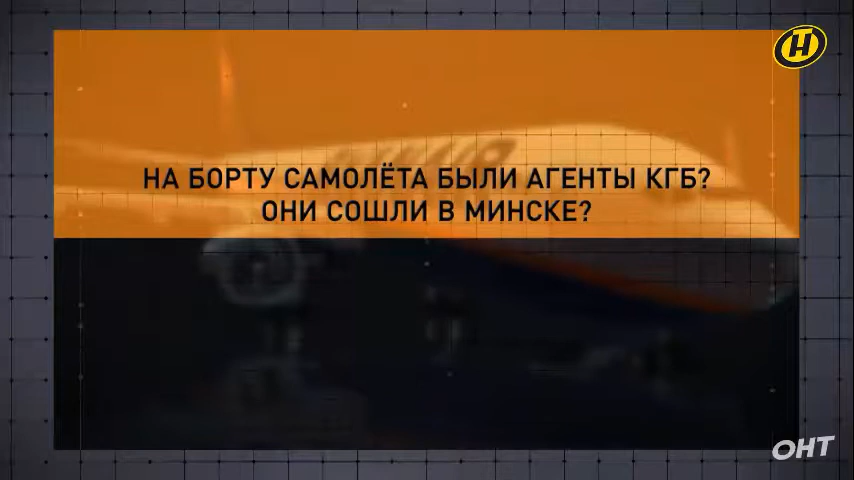 Н
НА БОРТУ САМОЛЁТА БЫЛИ АГЕНТЫ КГБ?
ОНИ СОШЛИ В МИНСКЕ?
ОНТ